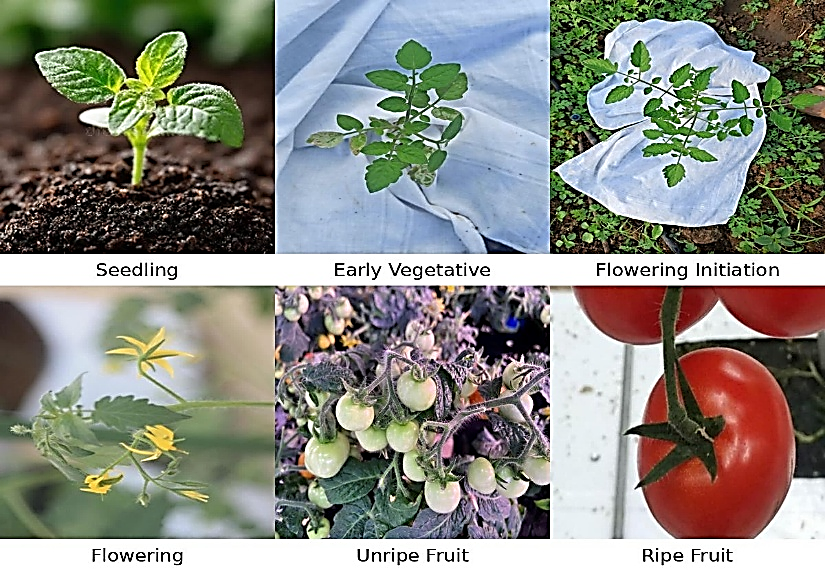 Seedling
Early Vegetative
Flowering Initiation
Flowering
Unripe Fruit
Ripe Fruit